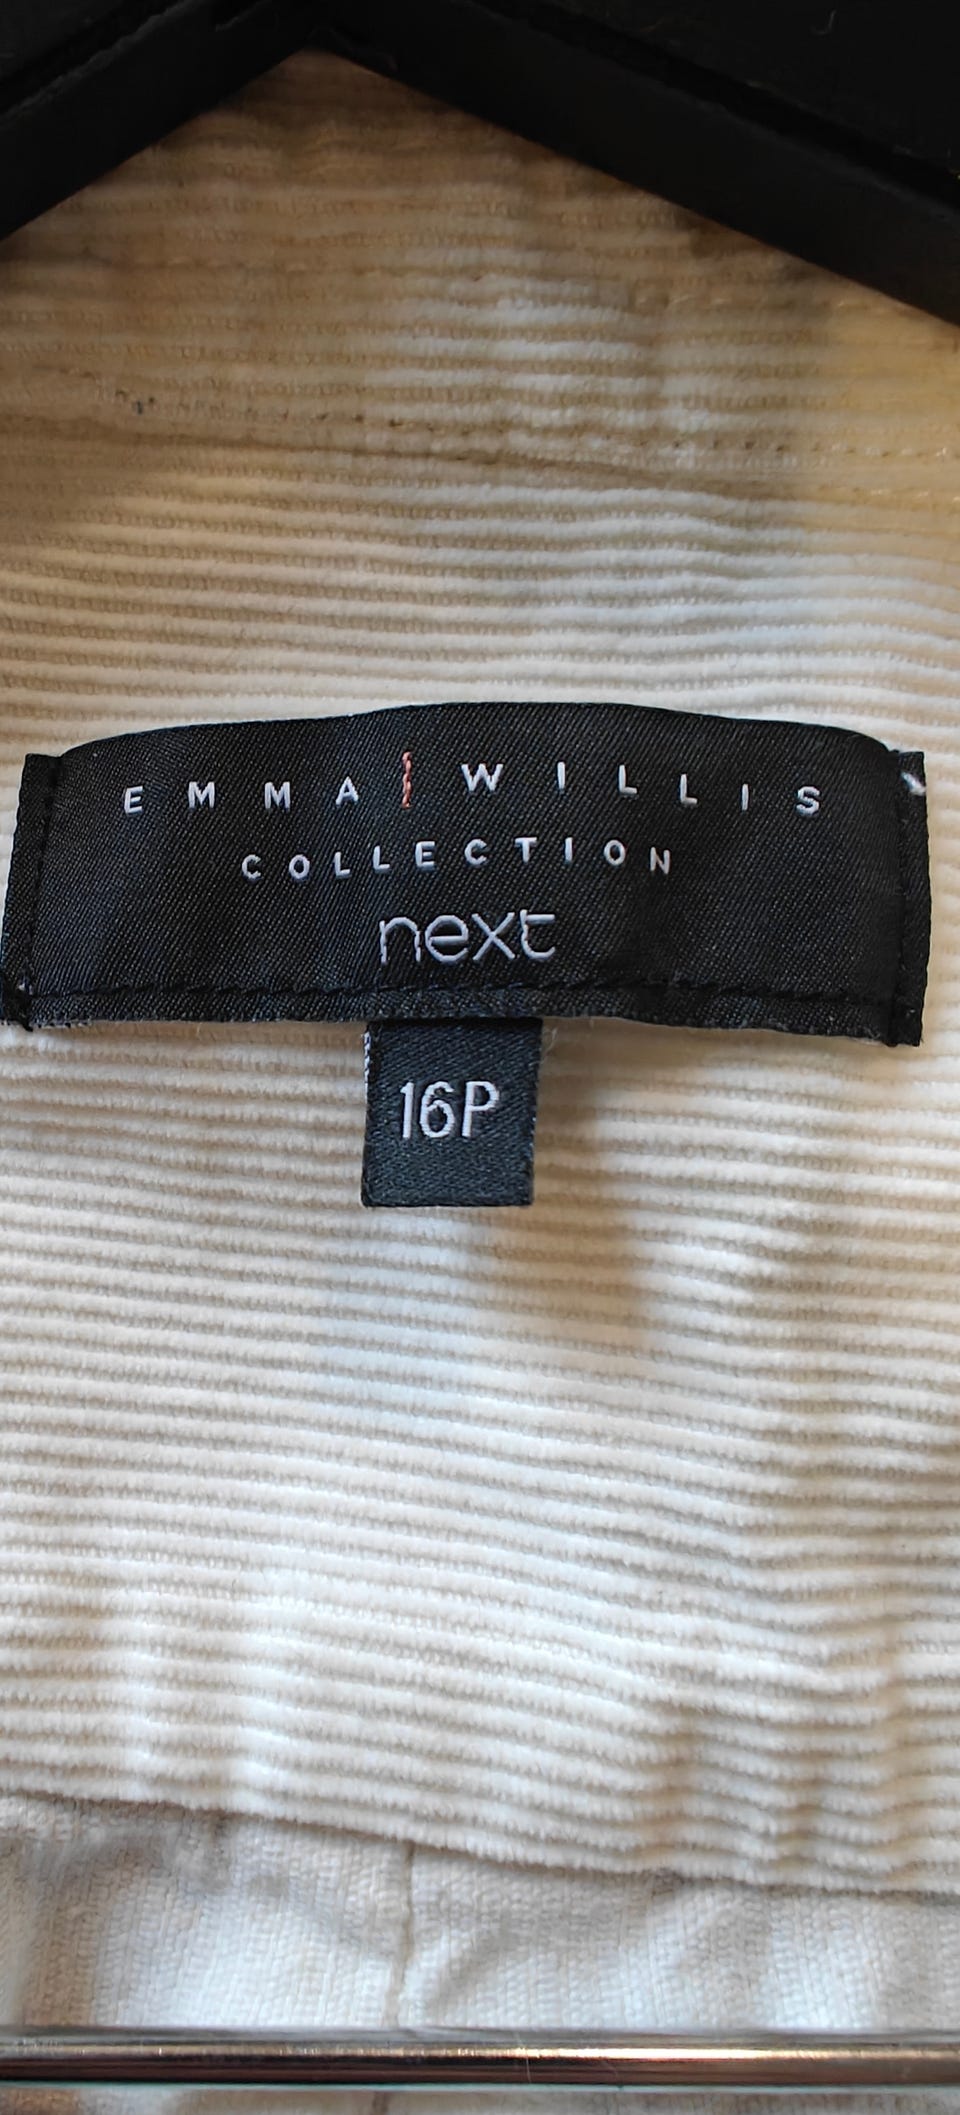 EMMA | WILLIS
COLLECTION
next
16P